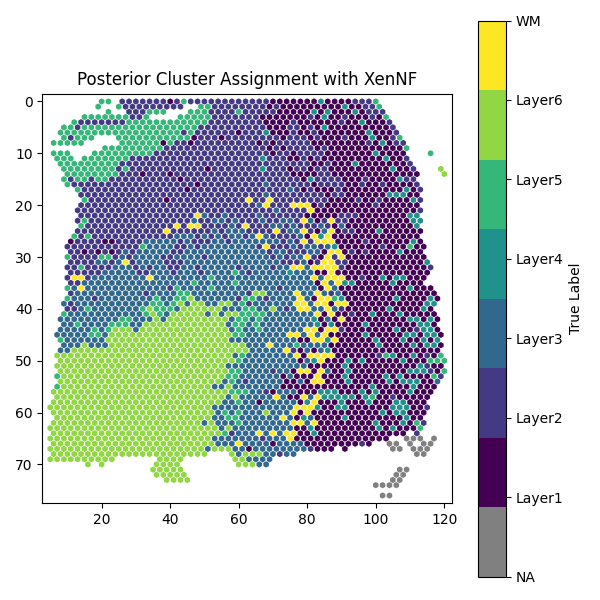 Posterior Cluster Assignment with XenNF
0
10
20
30
40
50
60
70
20
40
60
80
100
120
WM
Layer6
Layer5
Layer4
Layer3
Layer2
Layer1
NA
True Label